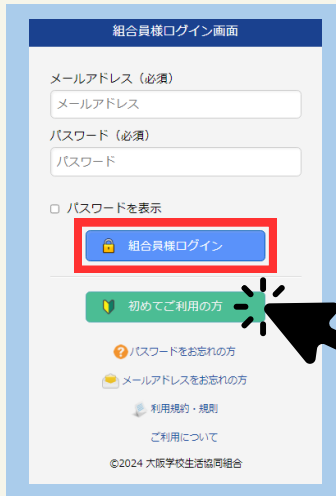 組合員様ログイン画面
メールアドレス（必須）
メールアドレス
パスワード（必須）
パスワード
パスワードを表示
組合員様ログイン
初めてご利用の方
パスワードをお忘れの方
メールアドレスをお忘れの方
利用規約・規則
ご利用について
©2024 大阪学校生活協同組合